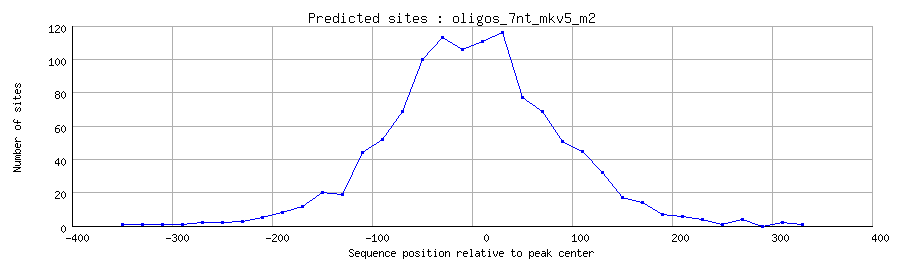 Predicted sites : oligos_7nt_mkv5_m2
120
100
80
60
40
20
0
Number of sites
-400 -300 -200 -100 0 100 200 300 400
Sequence position relative to peak center